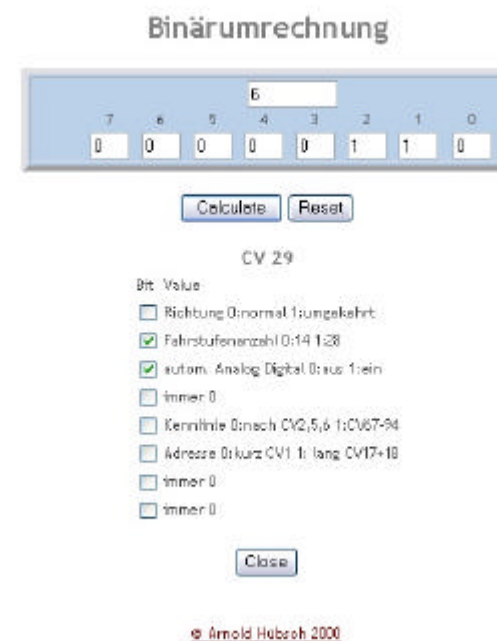 Binärumrechnung
6
7 6 5 4 3 2 1 0
0 0 0 0 0 1 1 0
Calculate Reset
CV 29
Bit Value
Richtung 0:normal 1:umgekehrt
Fahrstufenanzahl 0:14 1:28
autom. Analog Digital 0:aus 1:ein
immer 0
Kennlinie 0:nach CV2,5,6 1:CV67-94
Adresse 0:kurz CV1 1: lang CV17+18
immer 0
immer 0
Close
© Arnold Hübsch 2000